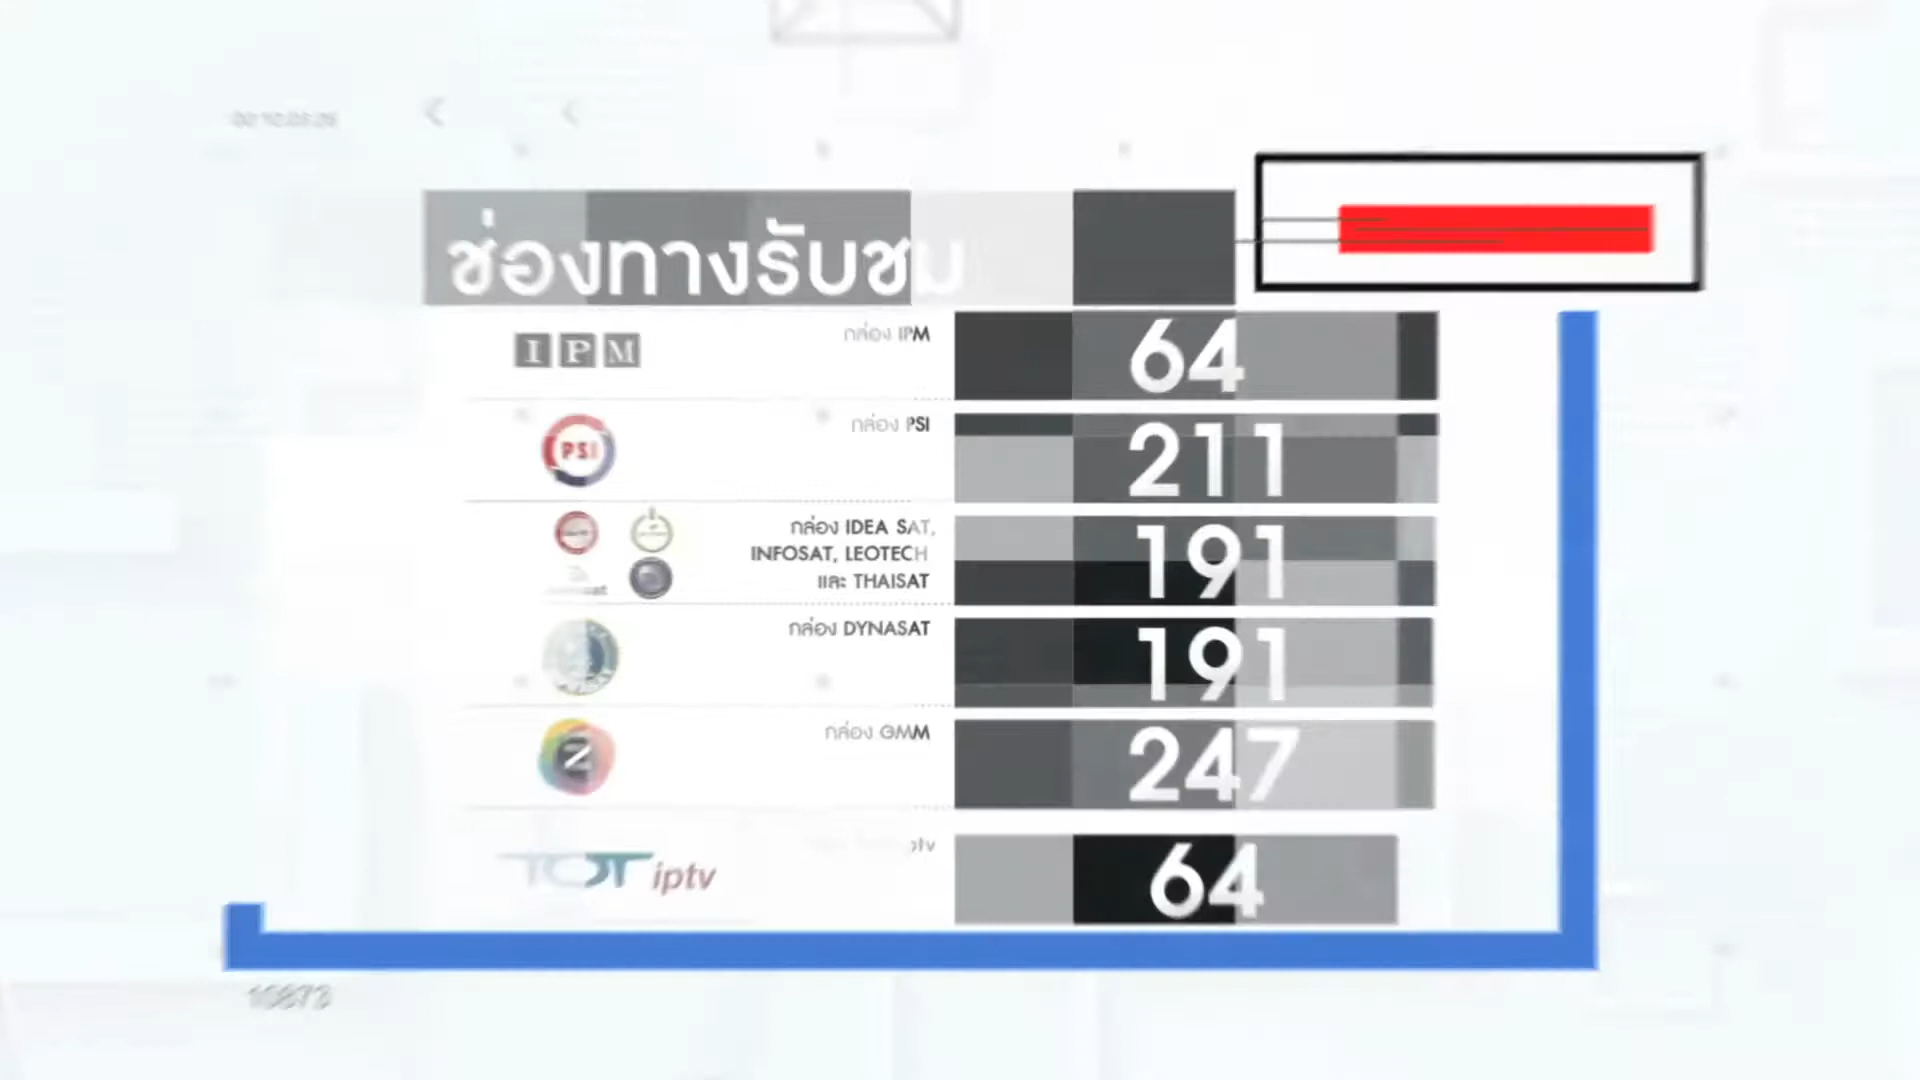 ช่องทางรับชม
IPM
กล่อง IPM
64
PSI
กล่อง PSI
211
กล่อง IDEA SAT,
INFOSAT, LEOTECH
และ THAISAT
191
กล่อง DYNASAT
191
Z
กล่อง GMM
247
TOT iptv
iptv
64
10873